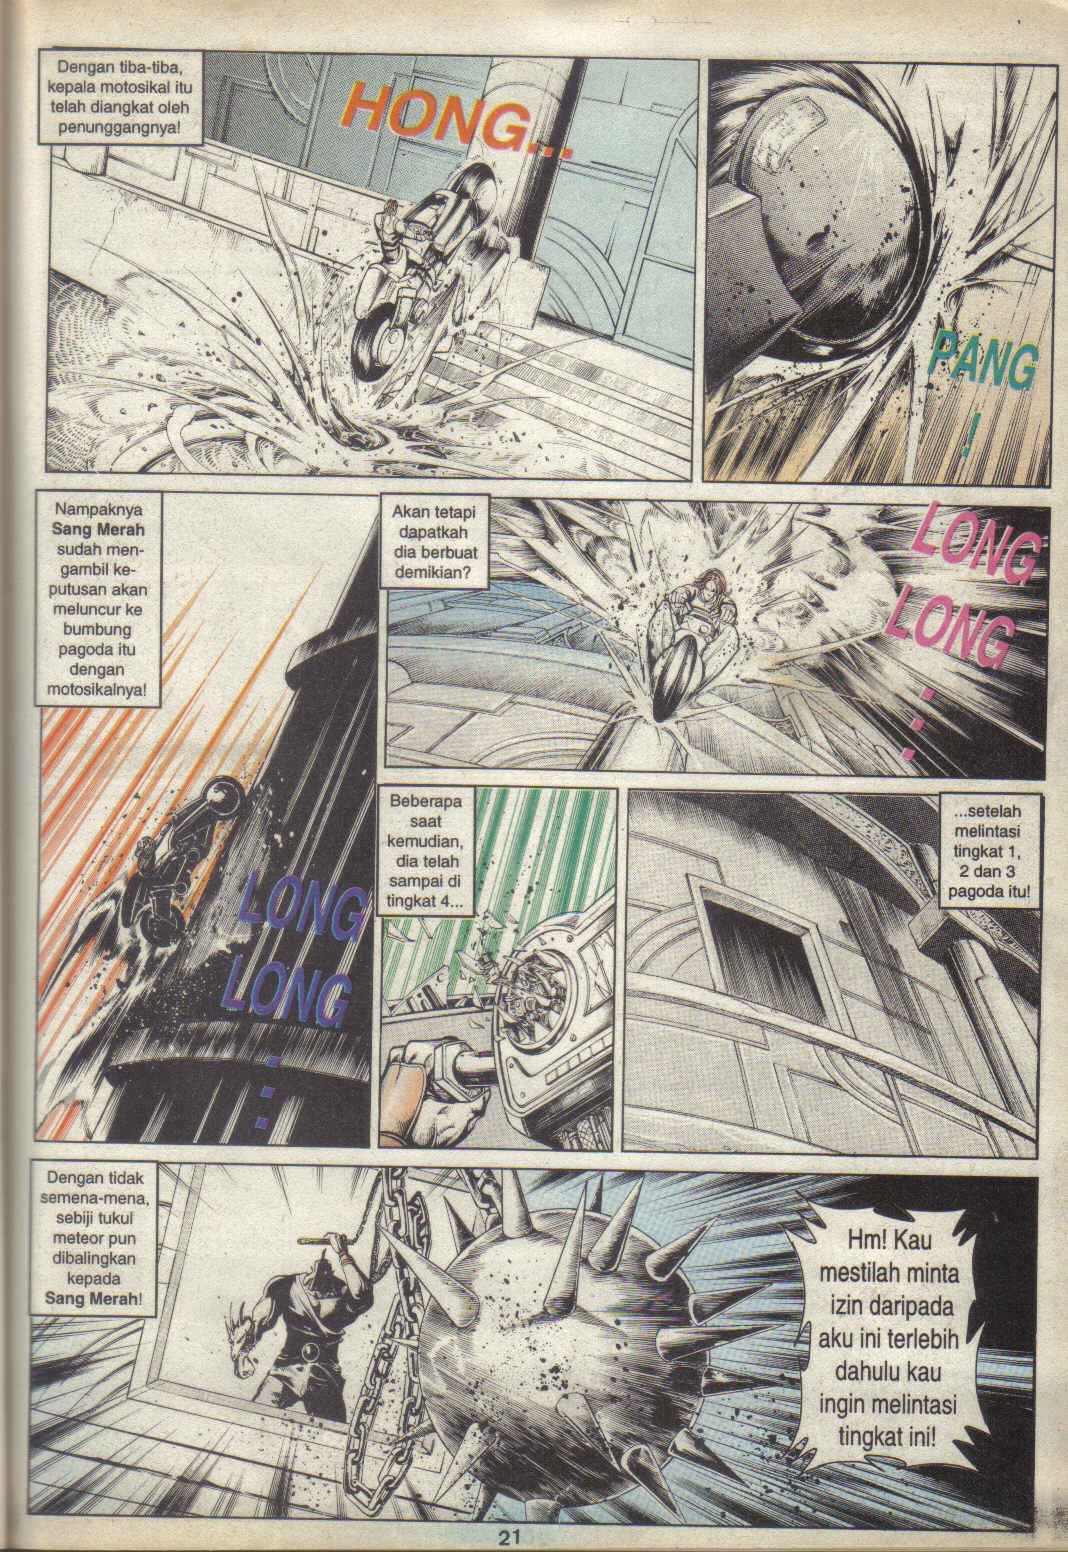 Dengan tiba-tiba,
kepala motosikal itu
telah diangkat oleh
penunggangnya!
HONG...
PANG
!
Nampaknya
Sang Merah
sudah men-
gambil ke-
putusan akan
meluncur ke
bumbung
pagoda itu
dengan
motosikalnya!
LONG
LONG
...
Akan tetapi
dapatkah
dia berbuat
demikian?
LONG
LONG
...
Beberapa
saat
kemudian,
dia telah
sampai di
tingkat 4...
...setelah
melintasi
tingkat 1,
2 dan 3
pagoda itu!
Dengan tidak
semena-mena,
sebiji tukul
meteor pun
dibalingkan
kepada
Sang Merah!
Hm! Kau
mestilah minta
izin daripada
aku ini terlebih
dahulu kau
ingin melintasi
tingkat ini!
21